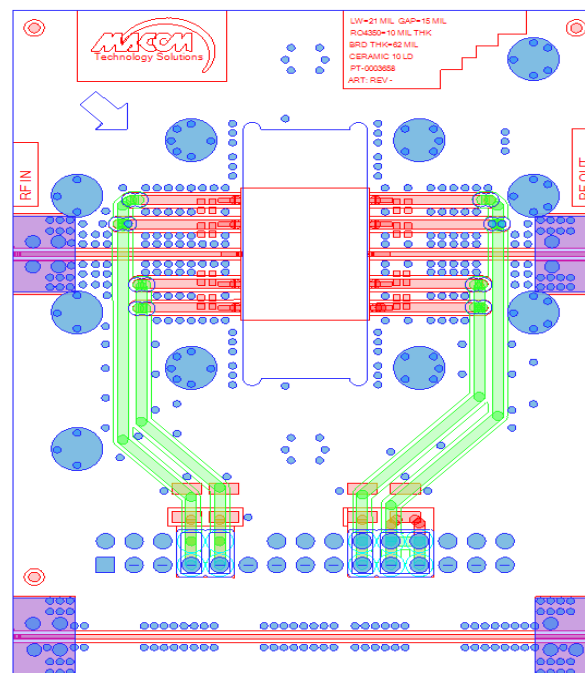 MACOM
Technology Solutions
LW=21 MIL GAP=15 MIL
RO4350=10 MIL THK
BRD THK=62 MIL
CERAMIC 10 LD
PT-0003658
ART: REV -
RF IN
RF OUT